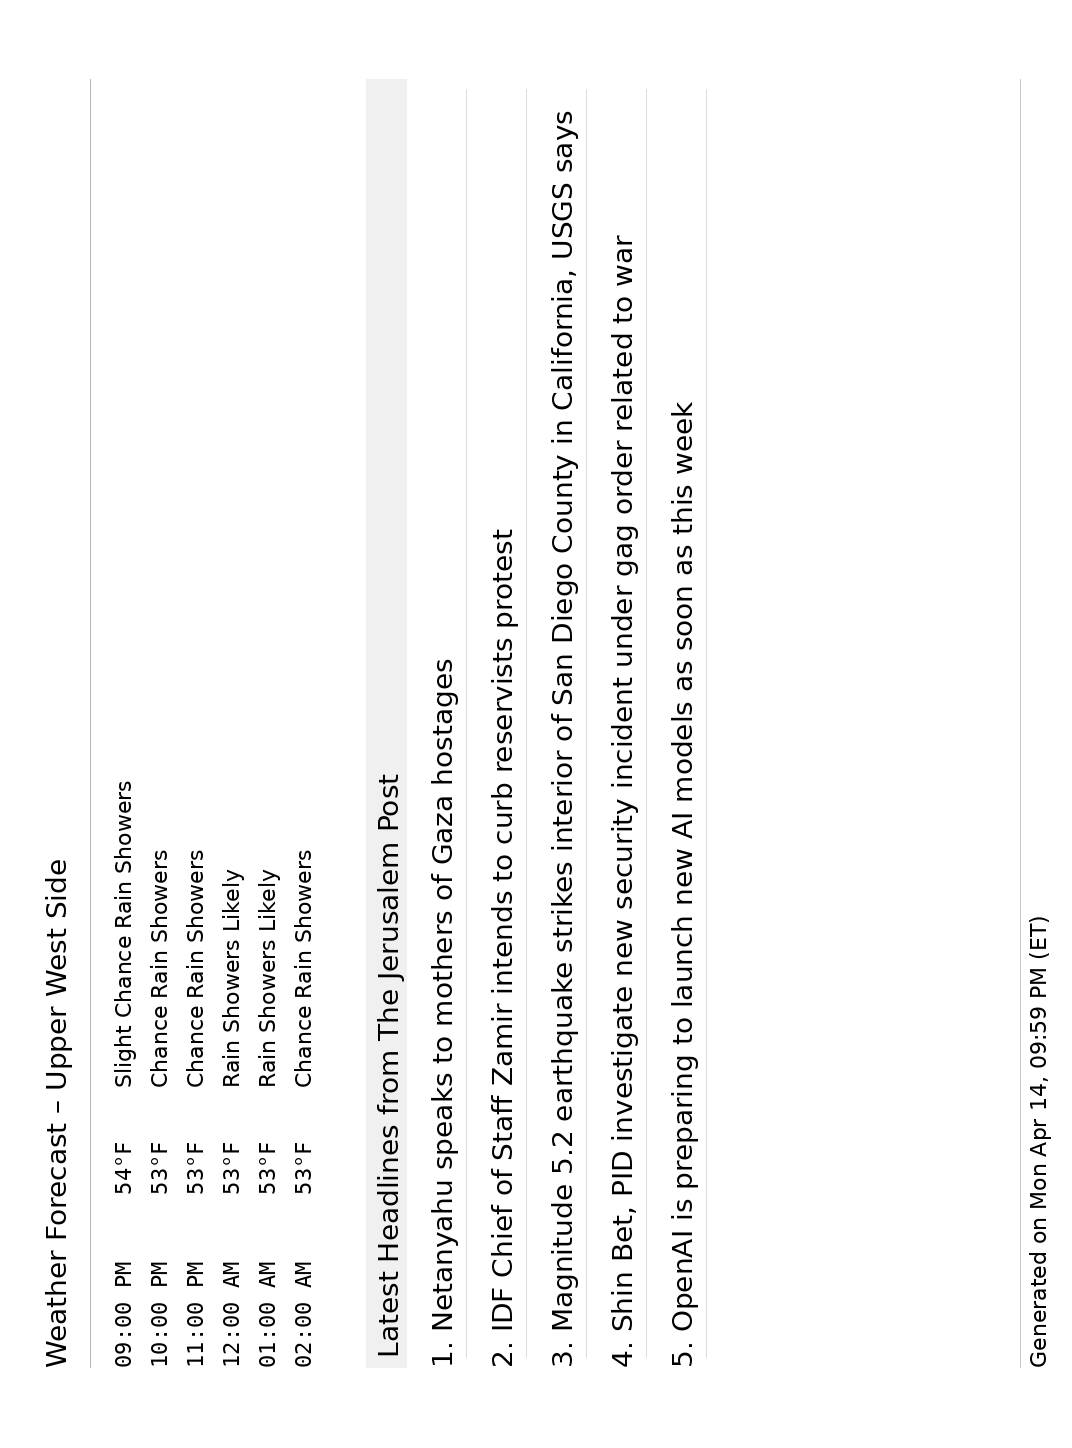 Weather Forecast – Upper West Side
09:00 PM 54°F Slight Chance Rain Showers
10:00 PM 53°F Chance Rain Showers
11:00 PM 53°F Chance Rain Showers
12:00 AM 53°F Rain Showers Likely
01:00 AM 53°F Rain Showers Likely
02:00 AM 53°F Chance Rain Showers
Latest Headlines from The Jerusalem Post
1. Netanyahu speaks to mothers of Gaza hostages
2. IDF Chief of Staff Zamir intends to curb reservists protest
3. Magnitude 5.2 earthquake strikes interior of San Diego County in California, USGS says
4. Shin Bet, PID investigate new security incident under gag order related to war
5. OpenAI is preparing to launch new AI models as soon as this week
Generated on Mon Apr 14, 09:59 PM (ET)